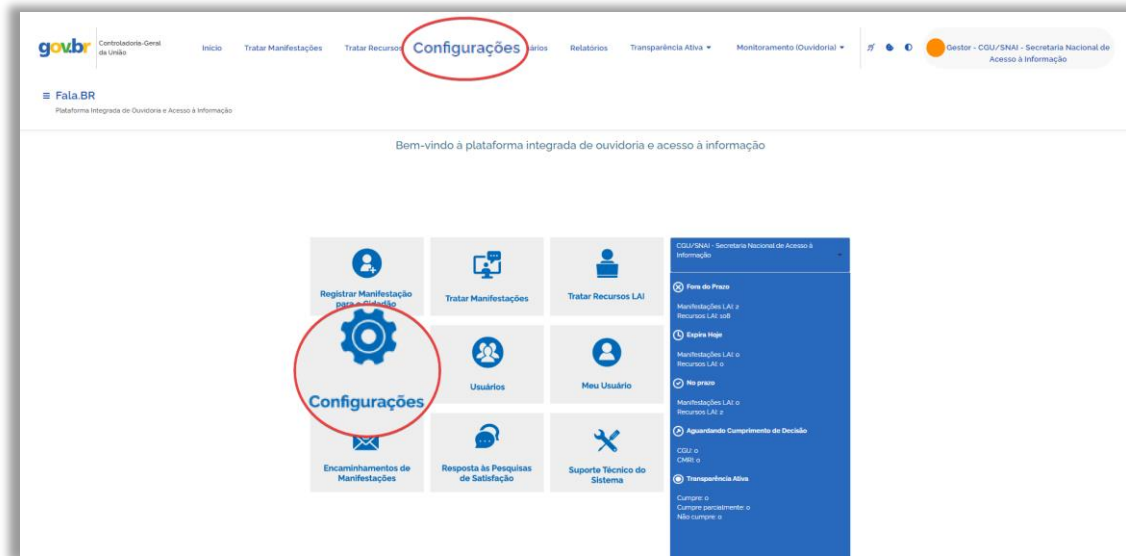 gov.br
Controladoria-Geral
da União
Início
Tratar Manifestações
Tratar Recursos
Configurações
ários
Relatórios
Transparência Ativa
Monitoramento (Ouvidoria)
Gestor - CGU/SNAI - Secretaria Nacional de
Acesso à Informação
Fala.BR
Plataforma Integrada de Ouvidoria e Acesso à Informação
Bem-vindo à plataforma integrada de ouvidoria e acesso à informação
Registrar Manifestação
para o Cidadão
Tratar Manifestações
Tratar Recursos LAI
Configurações
Usuários
Meu Usuário
Encaminhamentos de
Manifestações
Resposta às Pesquisas
de Satisfação
Suporte Técnico do
Sistema
CGU/SNAI - Secretaria Nacional de Acesso à
Informação
Fora do Prazo
Manifestações LAI: 2
Recursos LAI: 108
Expira Hoje
Manifestações LAI: 0
Recursos LAI: 0
No prazo
Manifestações LAI: 0
Recursos LAI: 2
Aguardando Cumprimento de Decisão
CGU: 0
CMRI: 0
Transparência Ativa
Cumpre: 0
Cumpre parcialmente: 0
Não cumpre: 0